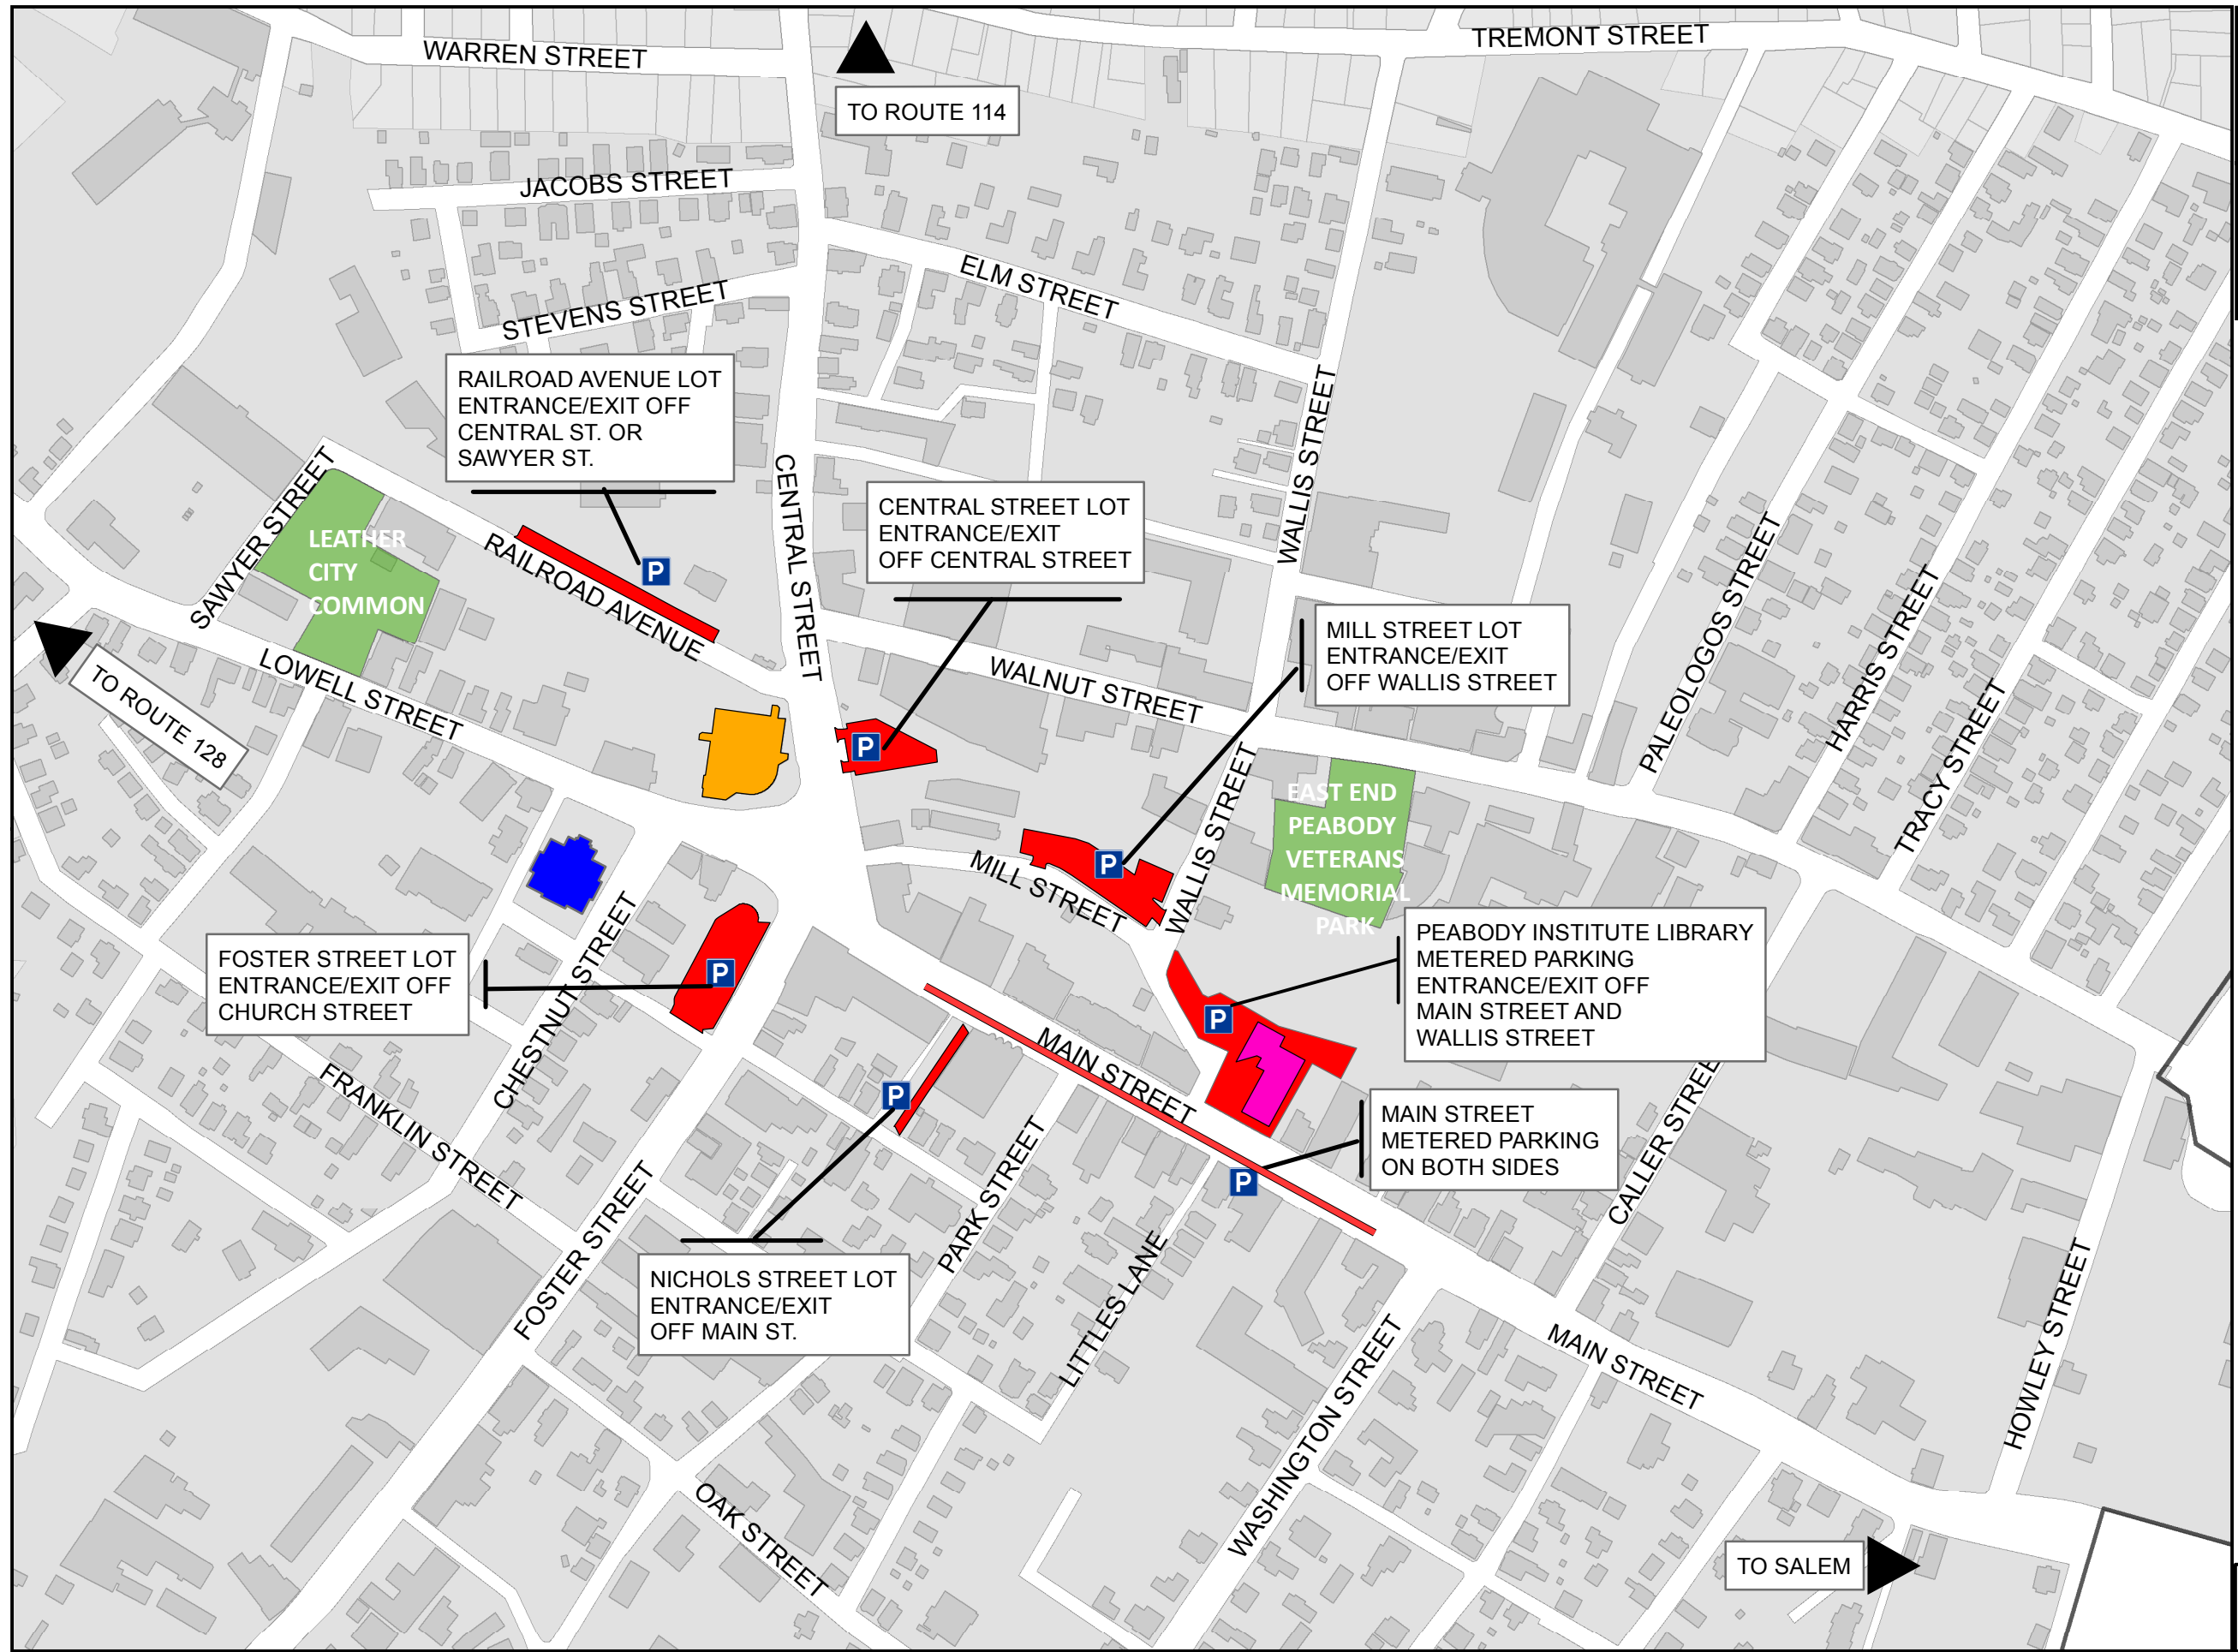 WARREN STREET
TREMONT STREET
TO ROUTE 114
JACOBS STREET
ELM STREET
STEVENS STREET
RAILROAD AVENUE LOT
ENTRANCE/EXIT OFF
CENTRAL ST. OR
SAWYER ST.
CENTRAL STREET
WALLIS STREET
CENTRAL STREET LOT
ENTRANCE/EXIT
OFF CENTRAL STREET
SAWYER STREET
LEATHER
CITY
COMMON
RAILROAD AVENUE
P
PALEOLOGOS STREET
HARRIS STREET
TRACY STREET
MILL STREET LOT
ENTRANCE/EXIT
OFF WALLIS STREET
TO ROUTE 128
LOWELL STREET
WALNUT STREET
P
WALLIS STREET
EAST END
PEABODY
VETERANS
MEMORIAL
PARK
MILL STREET
P
FOSTER STREET LOT
ENTRANCE/EXIT OFF
CHURCH STREET
CHESTNUT STREET
P
PEABODY INSTITUTE LIBRARY
METERED PARKING
ENTRANCE/EXIT OFF
MAIN STREET AND
WALLIS STREET
P
MAIN STREET
P
FRANKLIN STREET
MAIN STREET
METERED PARKING
ON BOTH SIDES
P
CALLER STREE
PARK STREET
FOSTER STREET
LITTLES LANE
NICHOLS STREET LOT
ENTRANCE/EXIT
OFF MAIN ST.
HOWLEY STREET
MAIN STREET
WASHINGTON STREET
OAK STREET
TO SALEM